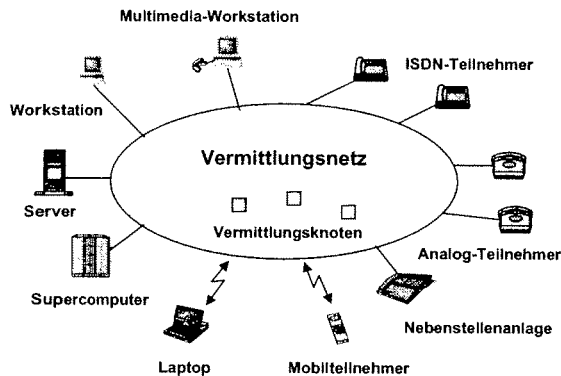 Multimedia-Workstation
ISDN-Teilnehmer
Workstation
Vermittlungsnetz
Server
Vermittlungsknoten
Analog-Teilnehmer
Supercomputer
Nebenstellenanlage
Laptop
Mobilteilnehmer